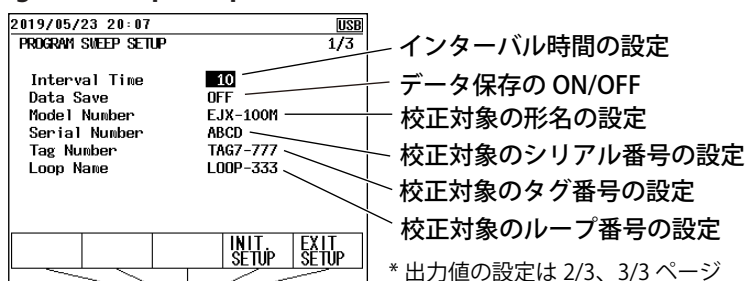 2019/05/23 20:07 USB
PROGRAM SWEEP SETUP 1/3
Interval Time 10
Data Save OFF
Model Number EJX-100M
Serial Number ABCD
Tag Number TAG7-777
Loop Name LOOP-333
INIT. SETUP
EXIT SETUP
インターバル時間の設定
データ保存の ON/OFF
校正対象の形名の設定
校正対象のシリアル番号の設定
校正対象のタグ番号の設定
校正対象のループ番号の設定
* 出力値の設定は 2/3、3/3 ページ